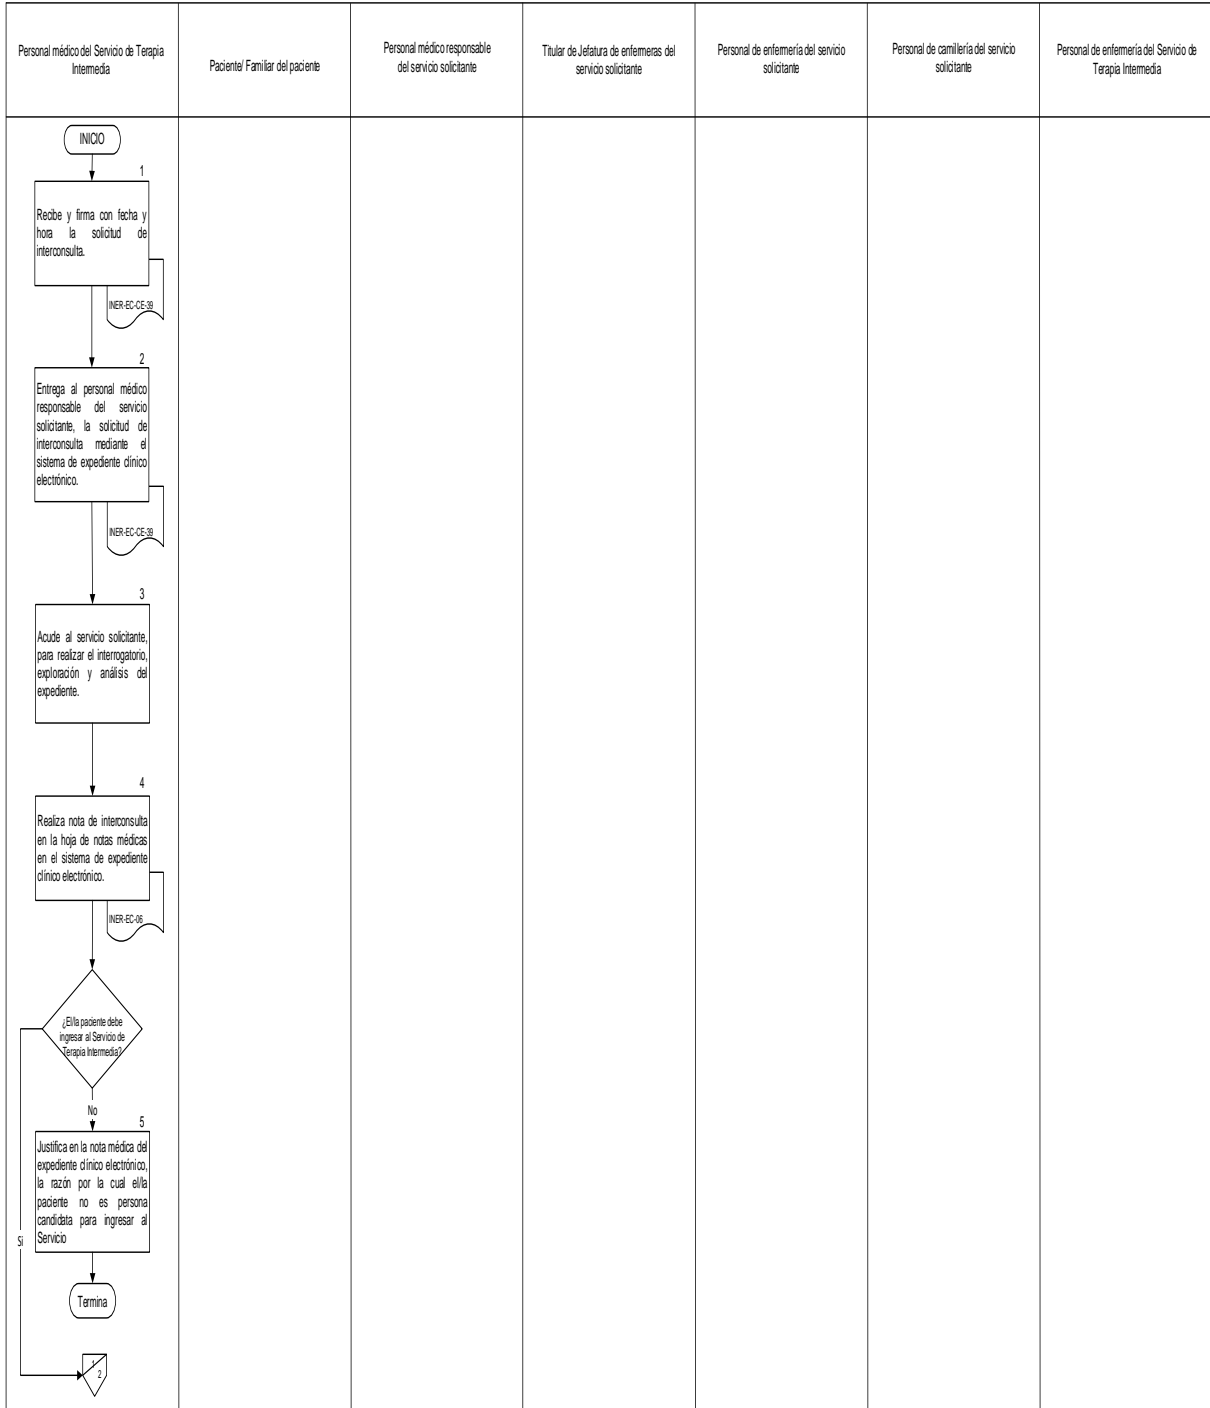 Personal médico del Servicio de Terapia
Intermedia
Paciente/ Familiar del paciente
Personal médico responsable
del servicio solicitante
Titular de Jefatura de enfermeras del
servicio solicitante
Personal de enfermería del servicio
solicitante
Personal de camillería del servicio
solicitante
Personal de enfermería del Servicio de
Terapia Intermedia
INICIO
1
Recibe y firma con fecha y
hora la solicitud de
interconsulta.
INER-EC-CE-39
2
Entrega al personal médico
responsable del servicio
solicitante, la solicitud de
interconsulta mediante el
sistema de expediente clínico
electrónico.
INER-EC-CE-39
3
Acude al servicio solicitante,
para realizar el interrogatorio,
exploración y análisis del
expediente.
4
Realiza nota de interconsulta
en la hoja de notas médicas
en el sistema de expediente
clínico electrónico.
INER-EC-06
¿El/la paciente debe
ingresar al Servicio de
Terapia Intermedia?
No
5
Justifica en la nota médica del
expediente clínico electrónico,
la razón por la cual el/la
paciente no es persona
candidata para ingresar al
Servicio
Si
Termina
1
2